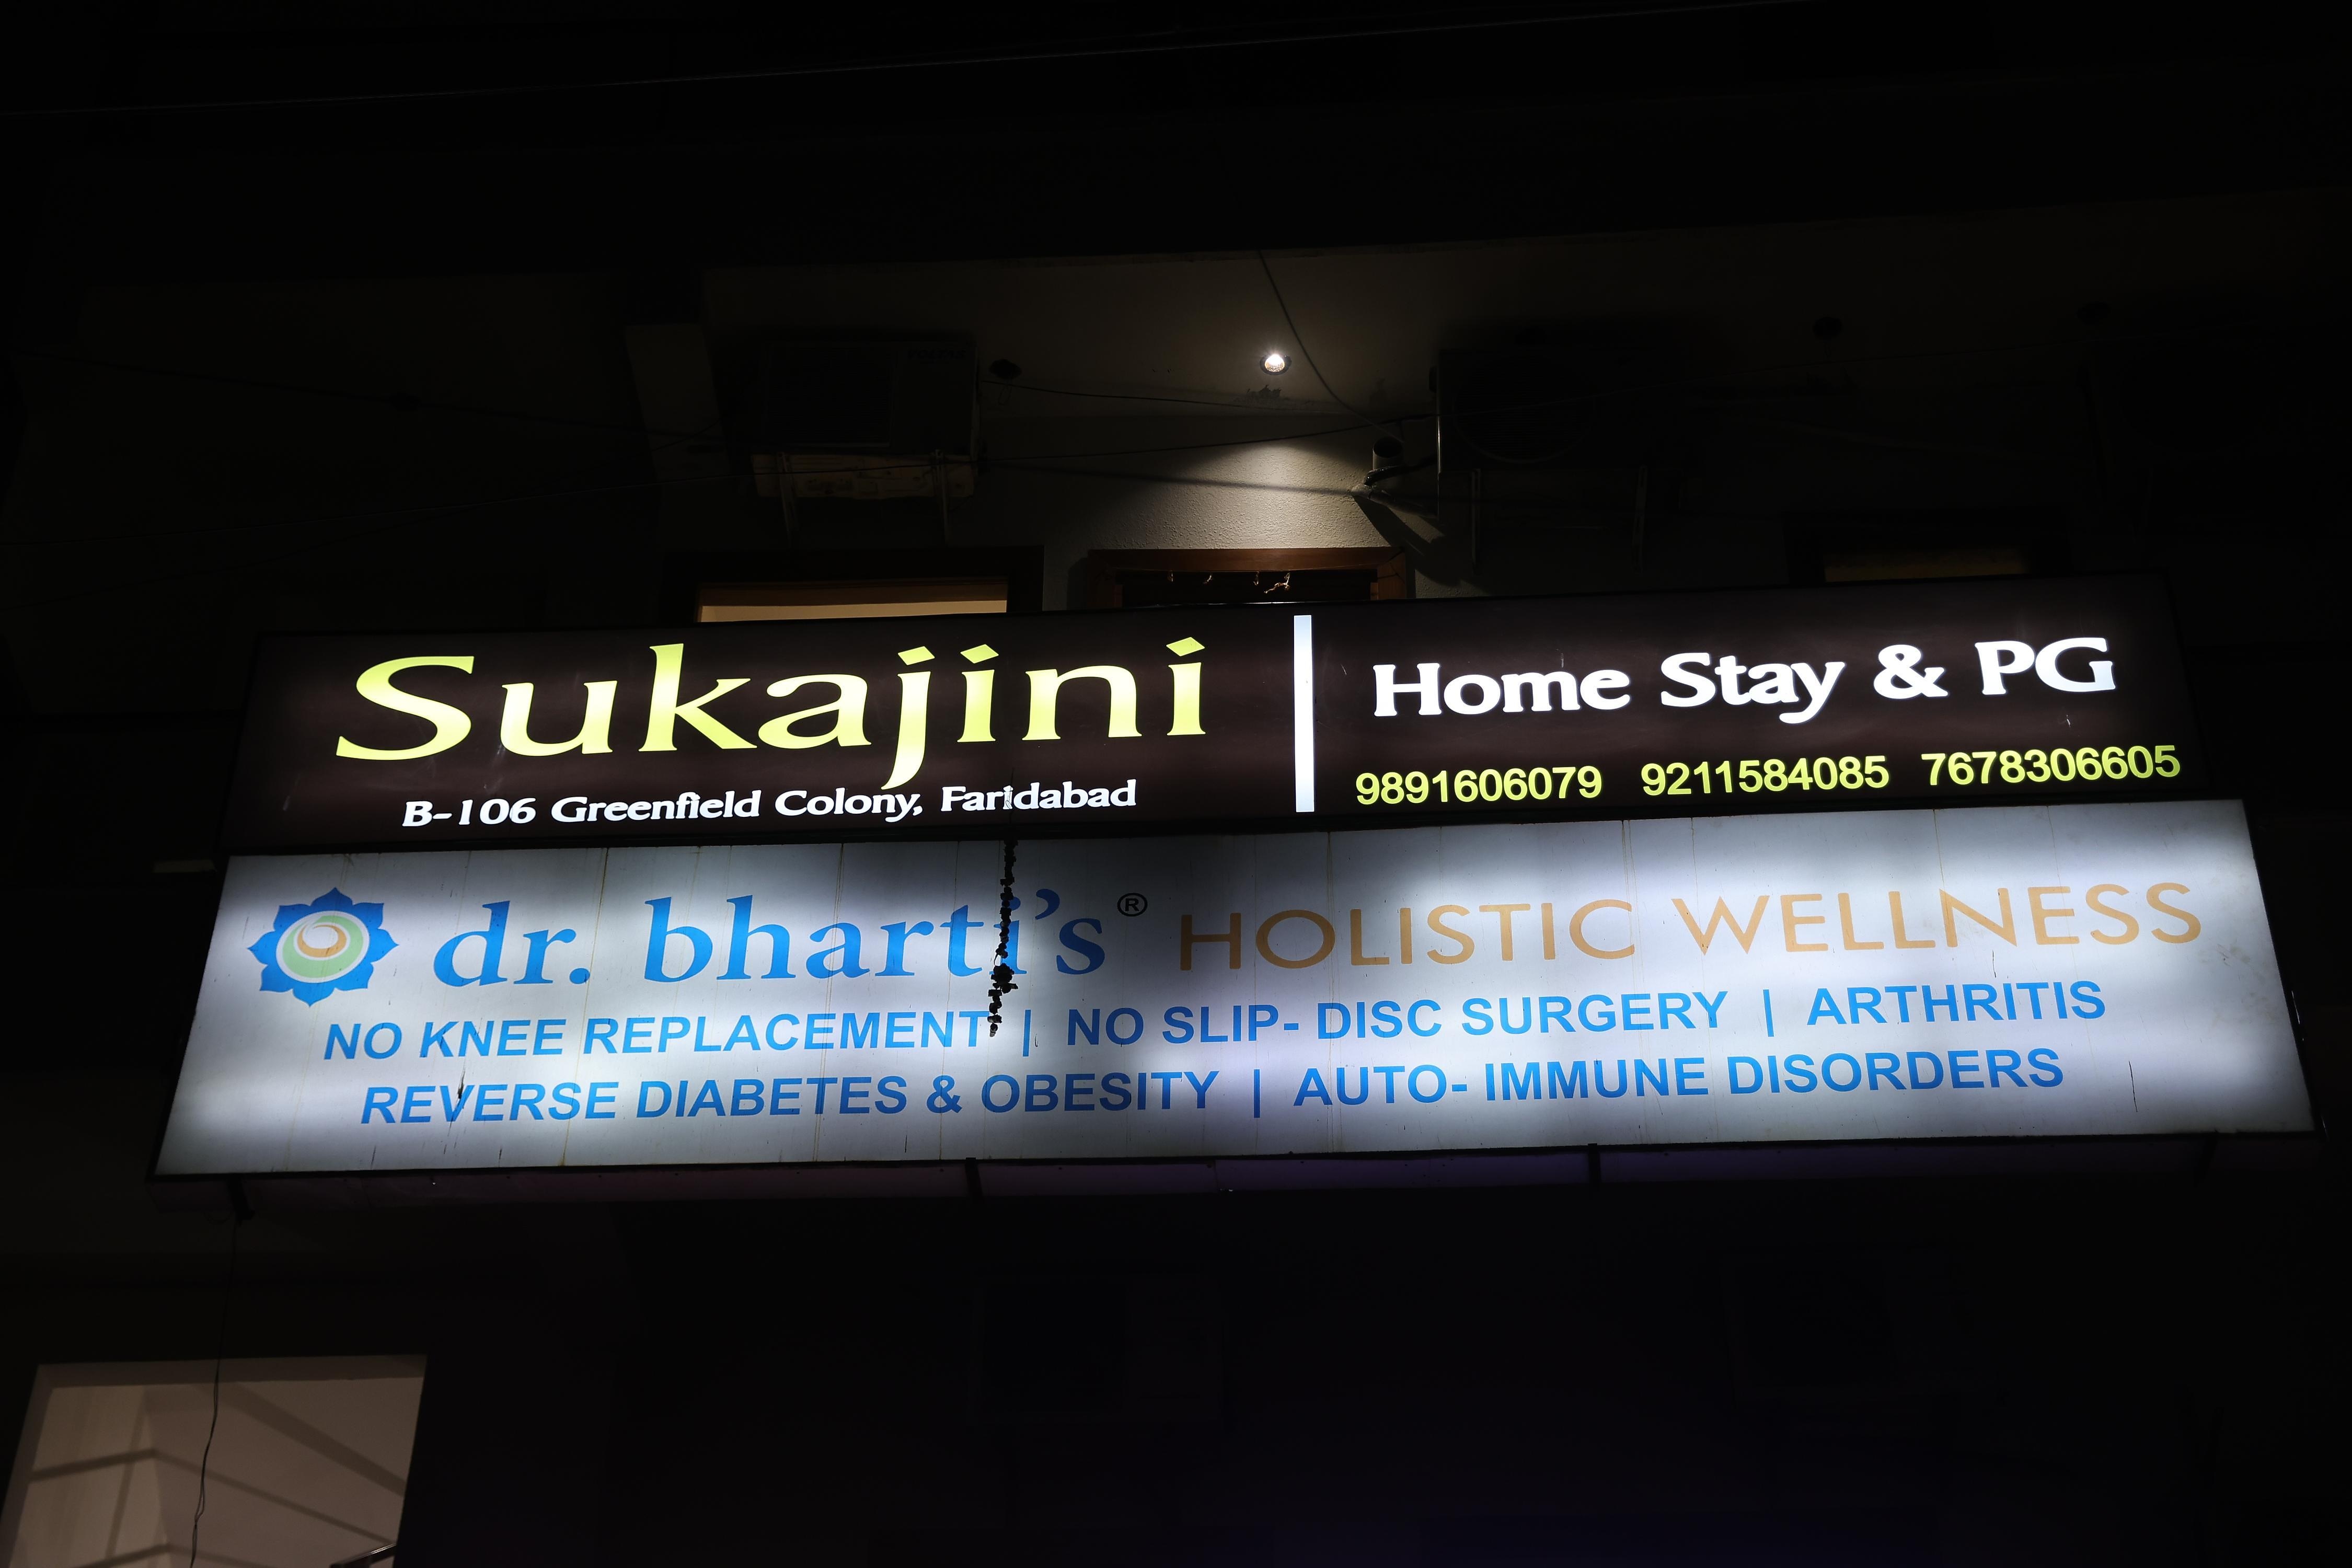 Sukajini
B-106 Greenfield Colony, Faridabad
Home Stay & PG
9891606079 9211584085 7678306605
dr. bharti's® HOLISTIC WELLNESS
NO KNEE REPLACEMENT | NO SLIP- DISC SURGERY | ARTHRITIS
REVERSE DIABETES & OBESITY | AUTO- IMMUNE DISORDERS